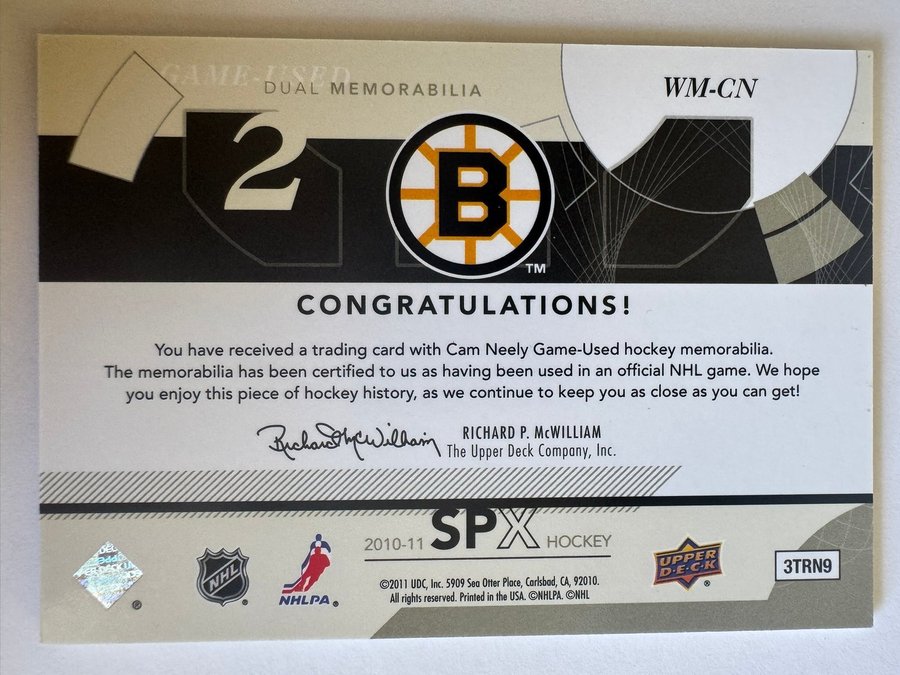 GAME-USED
DUAL MEMORABILIA
WM-CN
2
B
TM
CONGRATULATIONS!
You have received a trading card with Cam Neely Game-Used hockey memorabilia.
The memorabilia has been certified to us as having been used in an official NHL game. We hope
you enjoy this piece of hockey history, as we continue to keep you as close as you can get!
Richard P McWilliam
RICHARD P. McWILLIAM
The Upper Deck Company, Inc.
2010-11 SPX HOCKEY
NHL ®
NHLPA ®
UPPER
D·E·C·K ®
3TRN9
©2011 UDC, Inc. 5909 Sea Otter Place, Carlsbad, CA, 92010.
All rights reserved. Printed in the USA. ©NHLPA. ©NHL